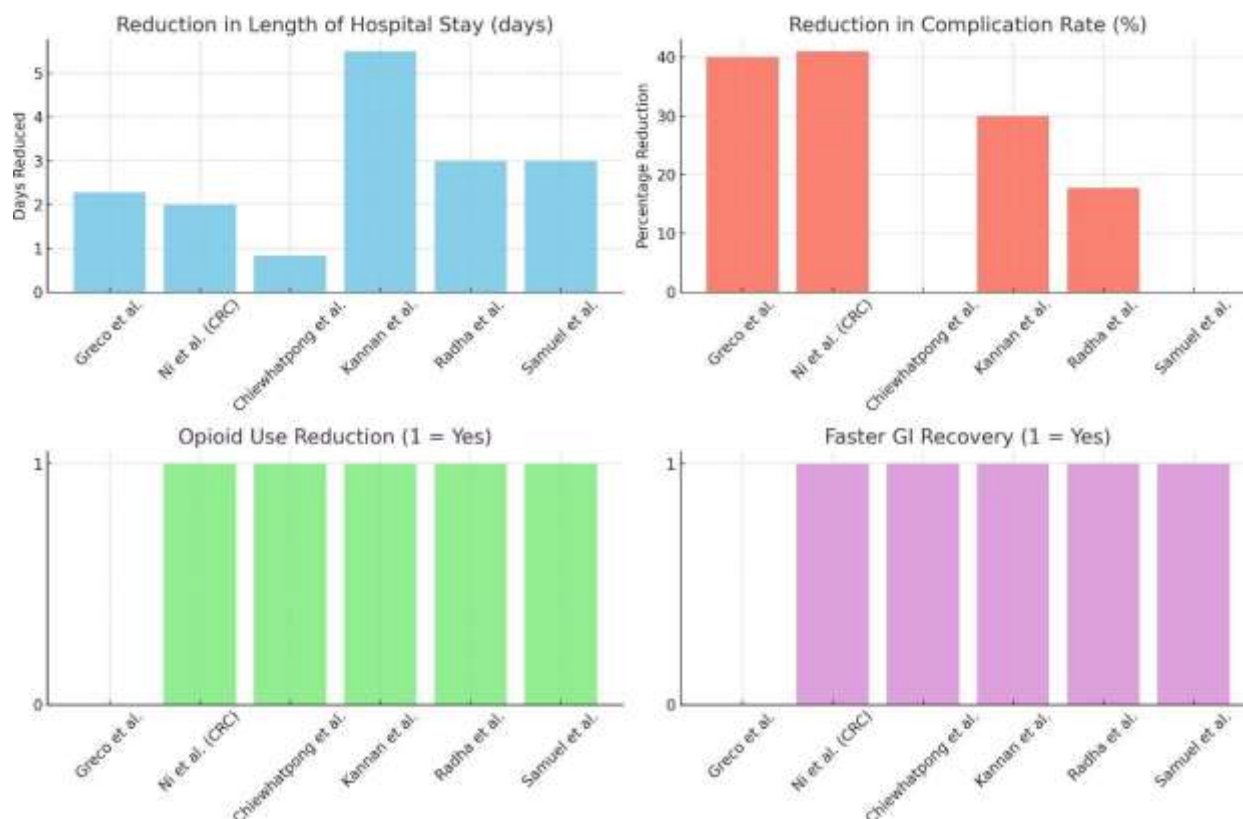 Reduction in Length of Hospital Stay (days)
Days Reduced
5
4
3
2
1
0
Greco et al.
Ni et al. (CRC)
Chiewhatpong et al.
Kannan et al.
Radha et al.
Samuel et al.
Reduction in Complication Rate (%)
Percentage Reduction
40
30
20
10
0
Greco et al.
Ni et al. (CRC)
Chiewhatpong et al.
Kannan et al.
Radha et al.
Samuel et al.
Opioid Use Reduction (1 = Yes)
1
0
Greco et al.
Ni et al. (CRC)
Chiewhatpong et al.
Kannan et al.
Radha et al.
Samuel et al.
Faster GI Recovery (1 = Yes)
1
0
Greco et al.
Ni et al. (CRC)
Chiewhatpong et al.
Kannan et al.
Radha et al.
Samuel et al.